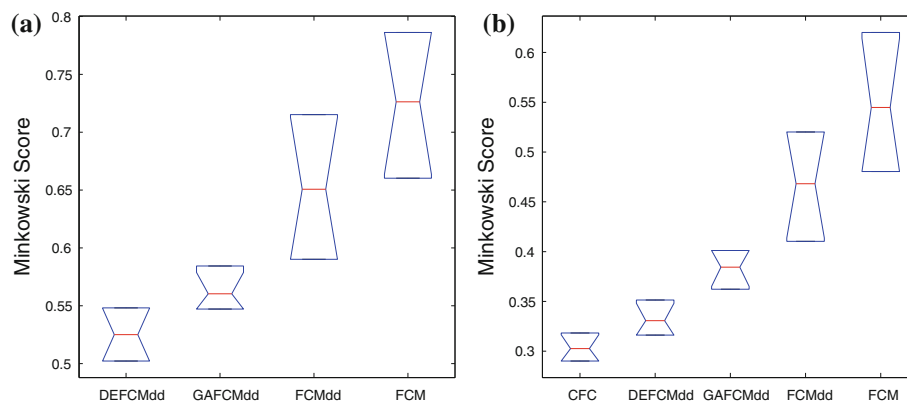 (a)
Minkowski Score
0.8
0.75
0.7
0.65
0.6
0.55
0.5
DEFCMdd GAFCMdd FCMdd FCM
(b)
Minkowski Score
0.6
0.55
0.5
0.45
0.4
0.35
0.3
CFC DEFCMdd GAFCMdd FCMdd FCM